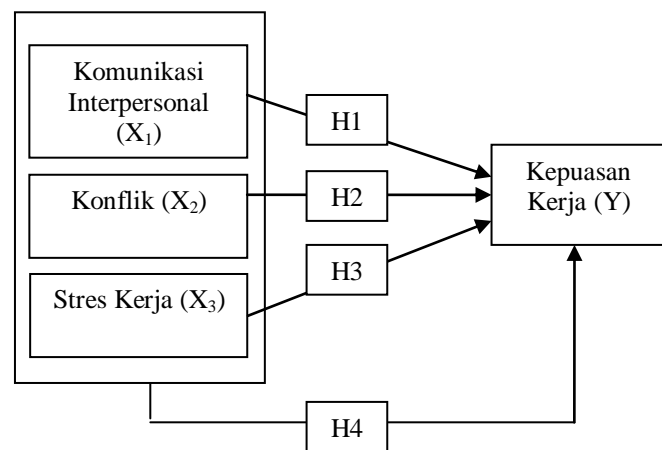 Komunikasi
Interpersonal
(X₁)
H1
Konflik (X₂)
H2
Kepuasan
Kerja (Y)
H3
Stres Kerja (X₃)
H4